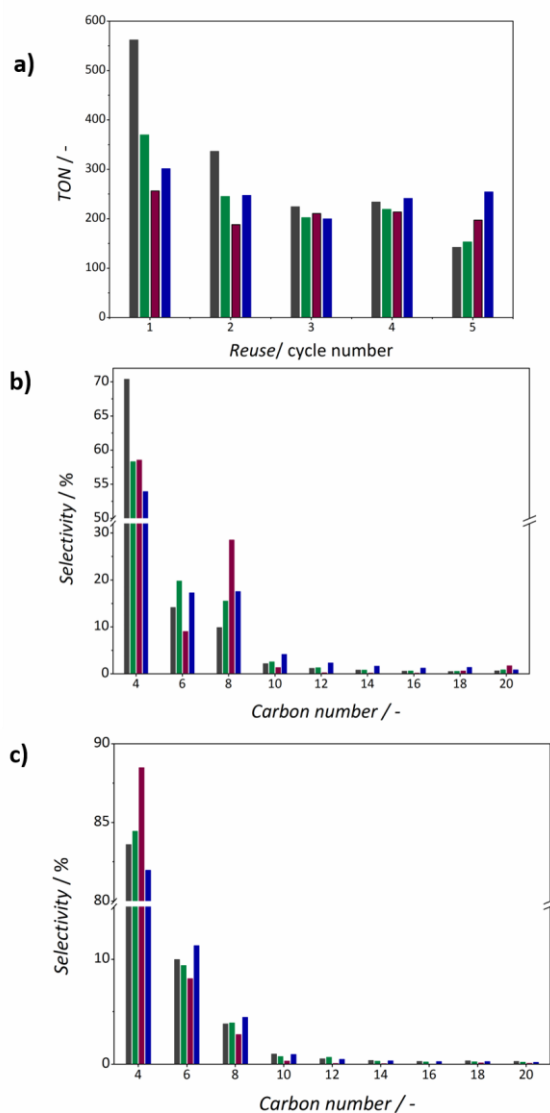 a)
TON / -
600
500
400
300
200
100
0
1 2 3 4 5
Reuse/ cycle number
b)
Selectivity / %
70
65
60
55
50
30
20
10
0
4 6 8 10 12 14 16 18 20
Carbon number / -
c)
Selectivity / %
90
85
80
10
0
4 6 8 10 12 14 16 18 20
Carbon number / -